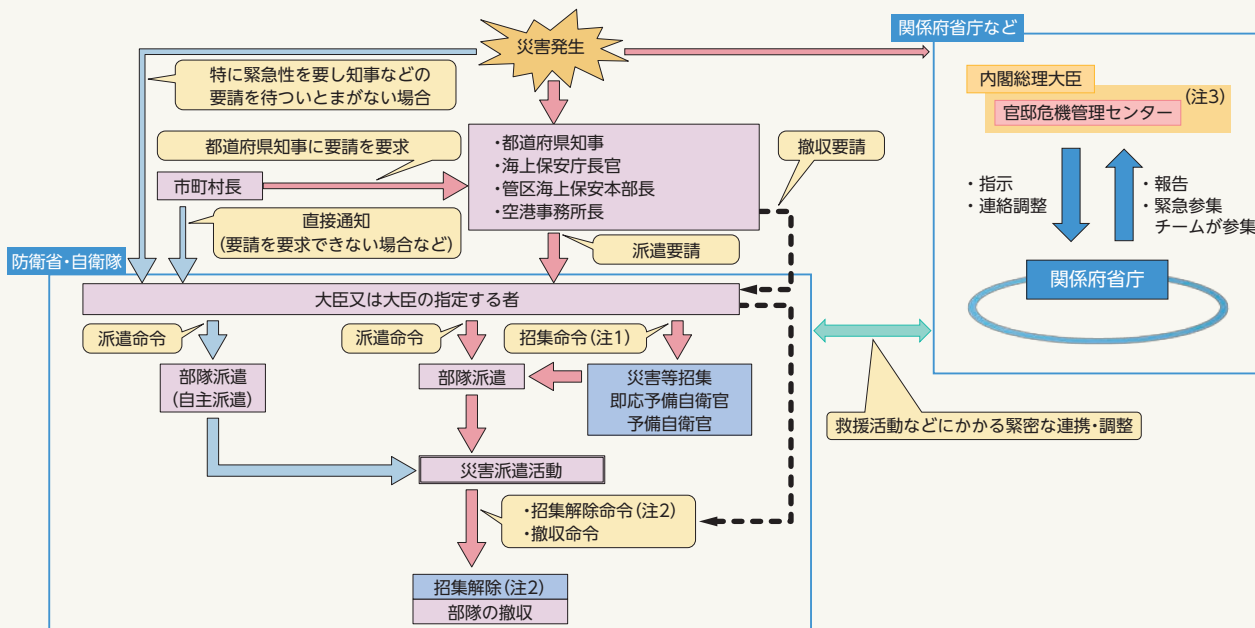 災害発生
関係府省庁など
特に緊急性を要し知事などの
要請を待ついとまがない場合
内閣総理大臣
官邸危機管理センター
(注3)
都道府県知事に要請を要求
・都道府県知事
・海上保安庁長官
・管区海上保安本部長
・空港事務所長
撤収要請
市町村長
・指示
・連絡調整
・報告
・緊急参集
チームが参集
直接通知
(要請を要求できない場合など)
派遣要請
防衛省・自衛隊
関係府省庁
大臣又は大臣の指定する者
派遣命令
派遣命令
招集命令(注1)
部隊派遣
(自主派遣)
部隊派遣
災害等招集
即応予備自衛官
予備自衛官
救援活動などにかかる緊密な連携・調整
災害派遣活動
・招集解除命令(注2)
・撤収命令
招集解除(注2)
部隊の撤収